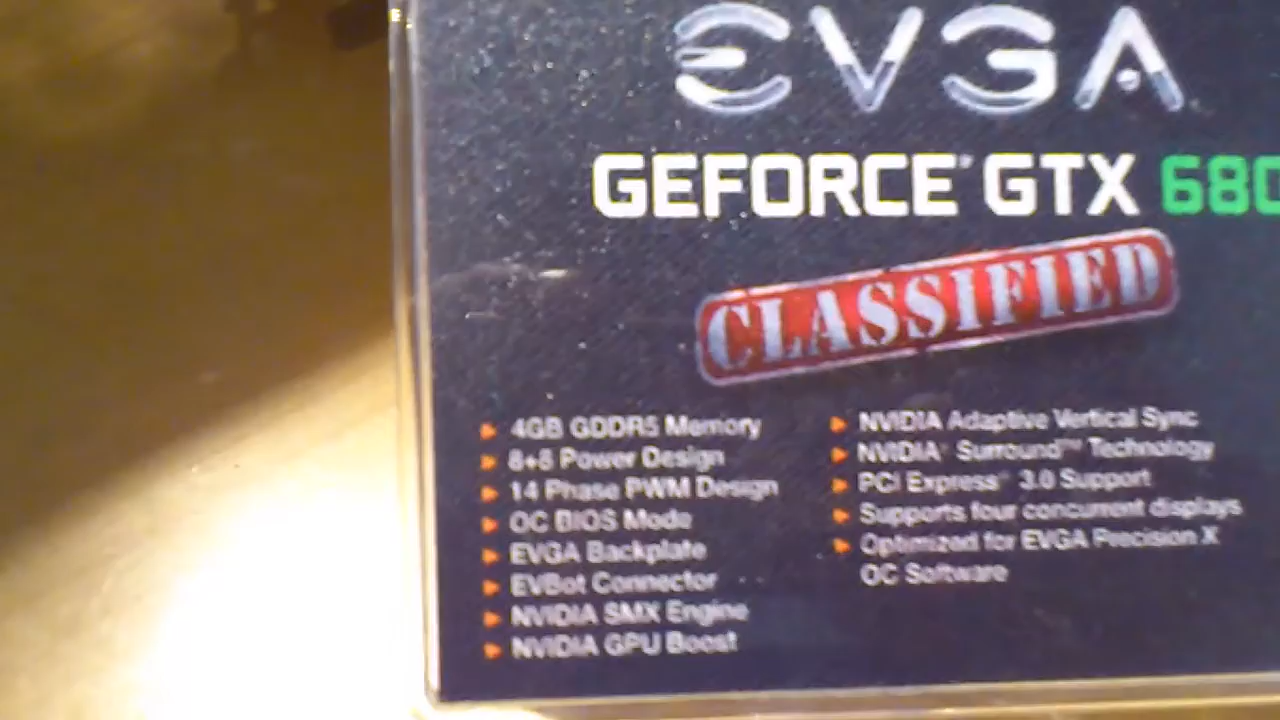 EVGA
GEFORCE® GTX 680
CLASSIFIED
4GB GDDR5 Memory
8+8 Power Design
14 Phase PWM Design
OC BIOS Mode
EVGA Backplate
EVBot Connector
NVIDIA SMX Engine
NVIDIA GPU Boost
NVIDIA Adaptive Vertical Sync
NVIDIA® Surround™ Technology
PCI Express® 3.0 Support
Supports four concurrent displays
Optimized for EVGA Precision X
OC Software